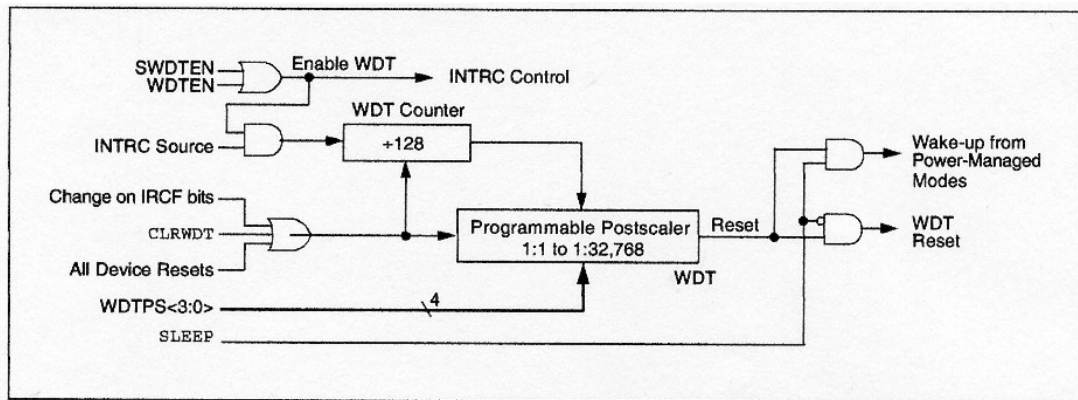 SWDTEN
WDTEN
Enable WDT
INTRC Control
WDT Counter
INTRC Source
÷128
Wake-up from
Power-Managed
Modes
Change on IRCF bits
CLRWDT
Programmable Postscaler
1:1 to 1:32,768
Reset
WDT
Reset
All Device Resets
WDT
WDTPS<3:0>
4
SLEEP